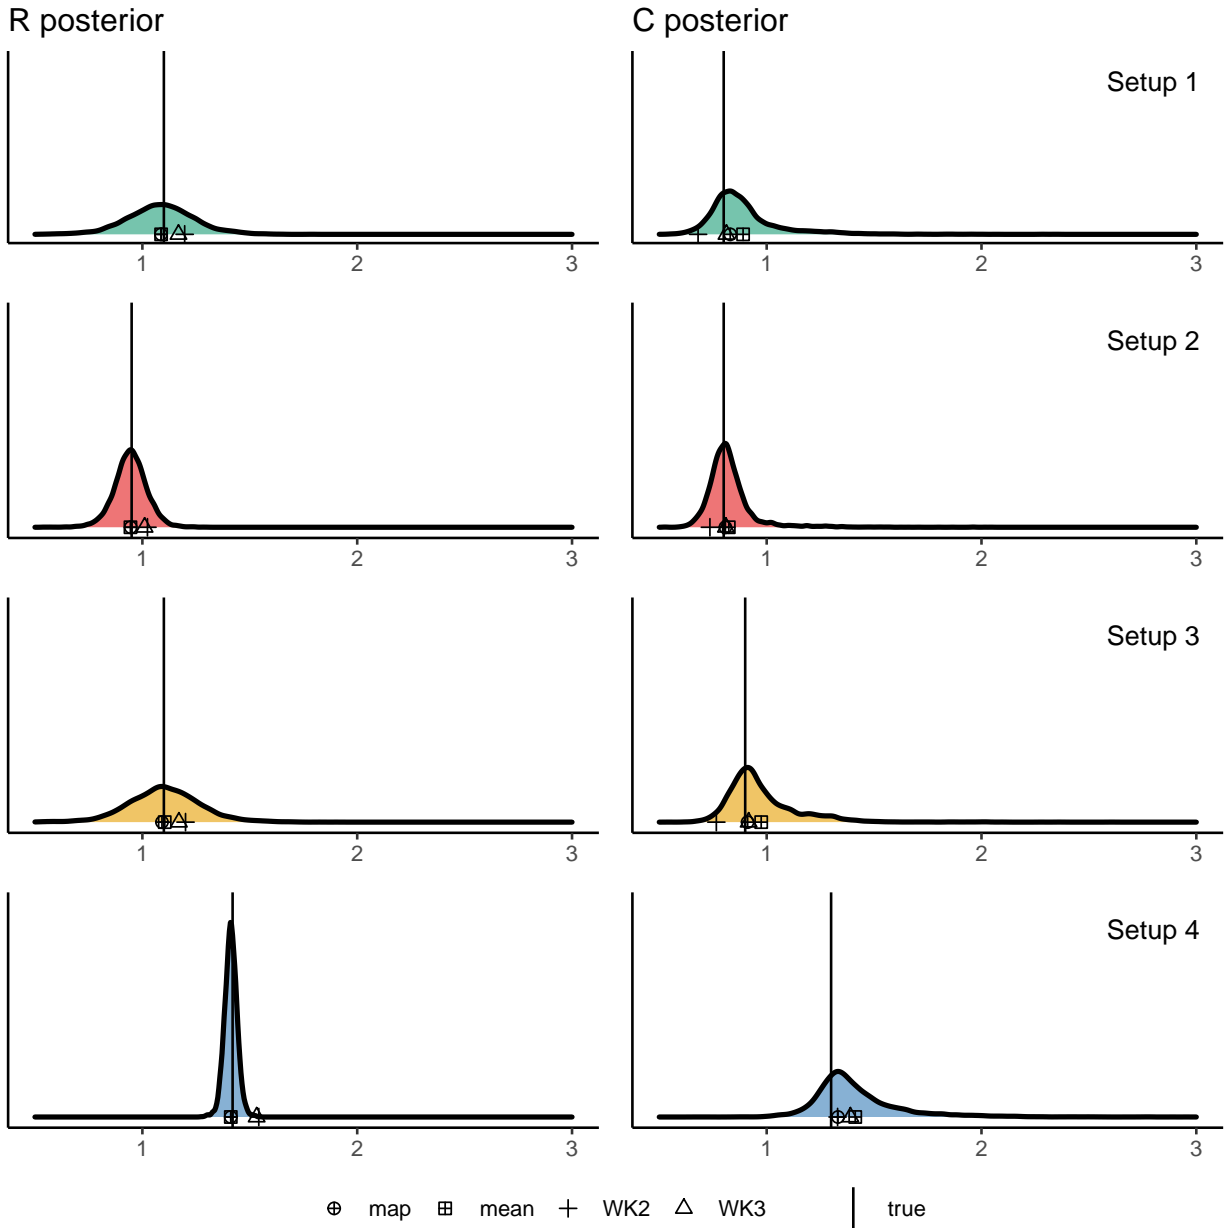 R posterior
C posterior
Setup 1
1 2 3
1 2 3
Setup 2
1 2 3
1 2 3
Setup 3
1 2 3
1 2 3
Setup 4
1 2 3
1 2 3
map mean WK2 WK3 true